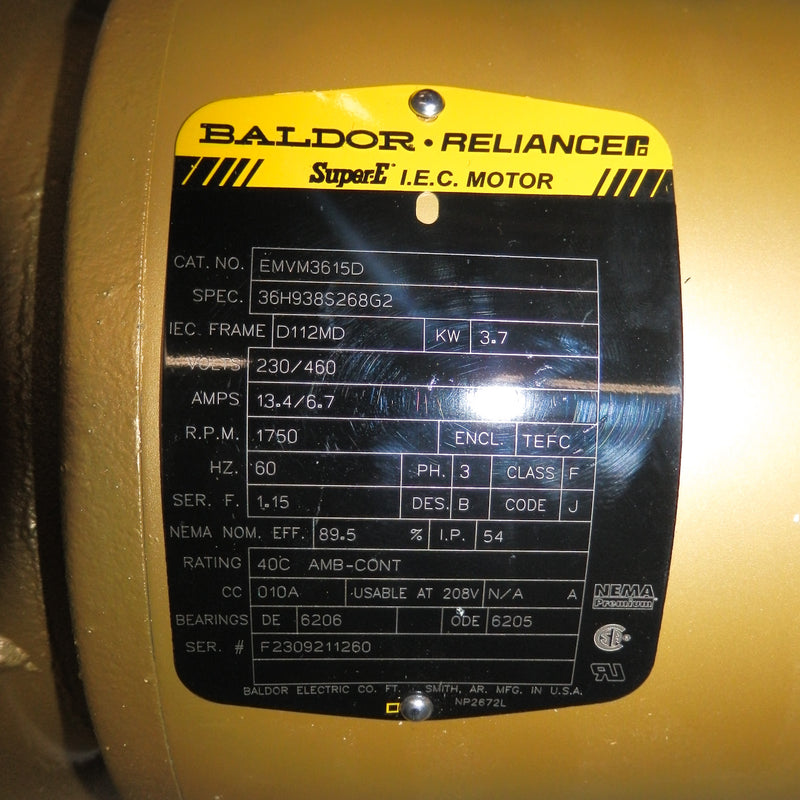 BALDOR · RELIANCE
Super-E I.E.C. MOTOR
CAT. NO. EMVM3615D
SPEC. 36H938S268G2
IEC. FRAME D112MD KW 3.7
VOLTS 230/460
AMPS 13.4/6.7
R.P.M. 1750 ENCL. TEFC
HZ. 60 PH. 3 CLASS F
SER. F. 1.15 DES. B CODE J
NEMA NOM. EFF. 89.5 % I.P. 54
RATING 40C AMB-CONT
CC 010A USABLE AT 208V N/A A
NEMA
Premium
BEARINGS DE 6206 ODE 6205
SER. # F2309211260
BALDOR ELECTRIC CO. FT. SMITH, AR. MFG. IN U.S.A.
NP2672L